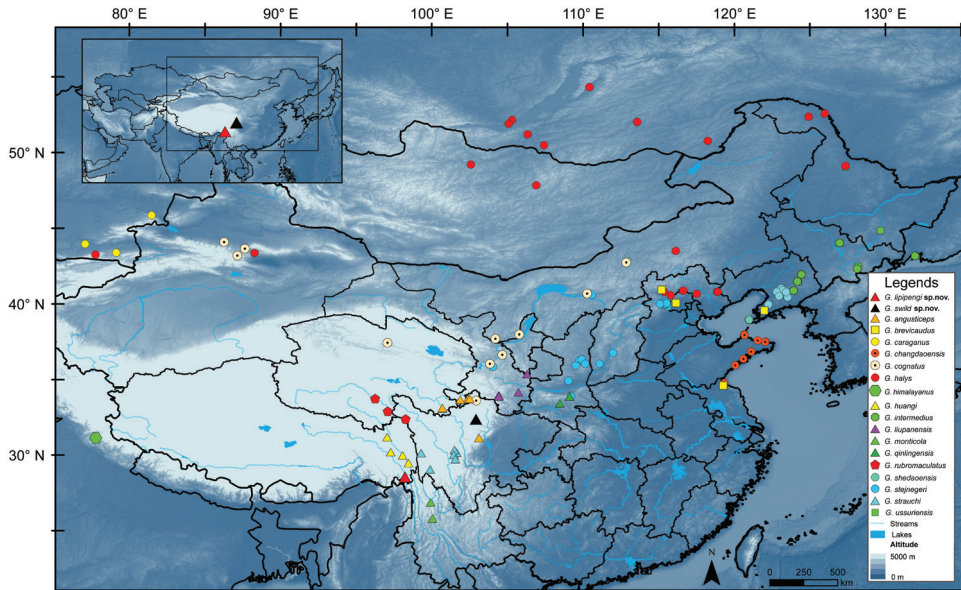 80° E
90° E
100° E
110° E
120° E
130° E
50° N
40° N
30° N
Legends
G. lipipengi sp.nov.
G. swild sp.nov.
G. angusticeps
G. brevicaudus
G. caraganus
G. changdaoensis
G. cognatus
G. halys
G. himalayanus
G. huangi
G. intermedius
G. liupanensis
G. monticola
G. qinlingensis
G. rubromaculatus
G. shedaoensis
G. stejnegeri
G. strauchi
G. ussuriensis
Streams
Lakes
Altitude
5000 m
0 m
N
0 250 500
km